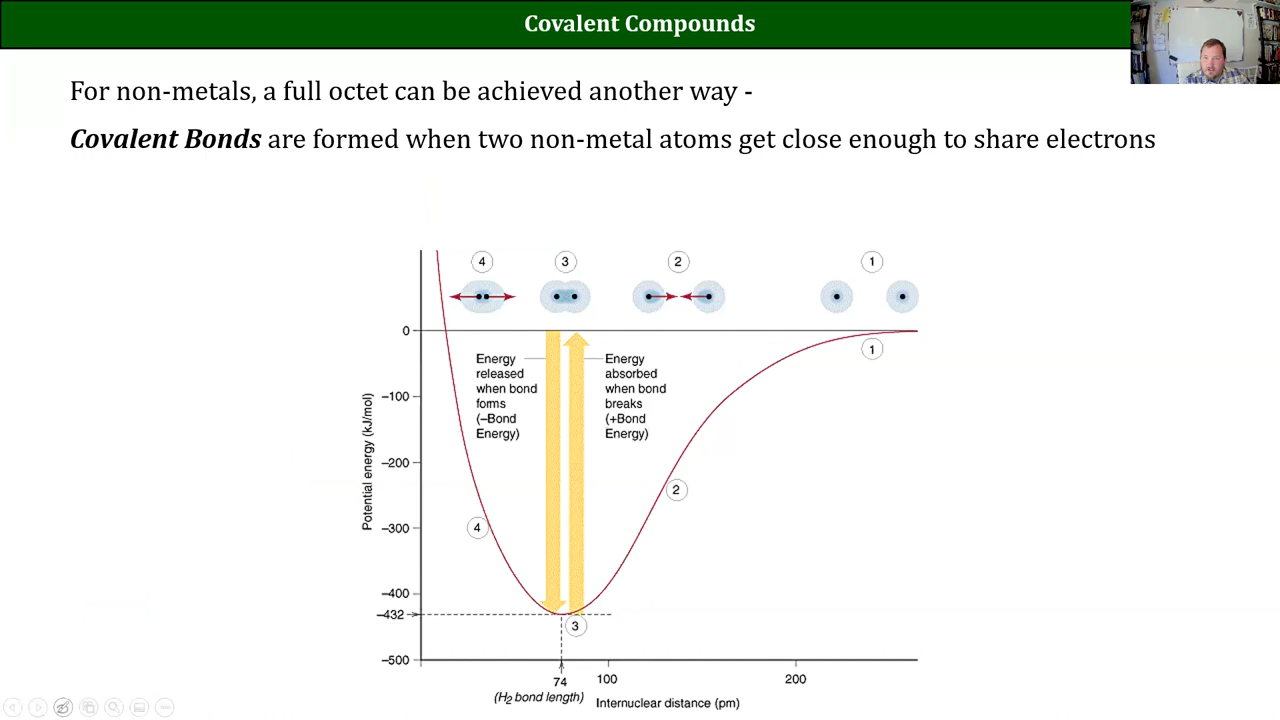 Covalent Compounds
For non-metals, a full octet can be achieved another way -
Covalent Bonds are formed when two non-metal atoms get close enough to share electrons
4
3
2
1
0
1
Energy
released
when bond
forms
(–Bond
Energy)
Energy
absorbed
when bond
breaks
(+Bond
Energy)
–100
–200
2
–300
4
–400
–432
3
–500
Potential energy (kJ/mol)
74
100
200
(H2 bond length)
Internuclear distance (pm)